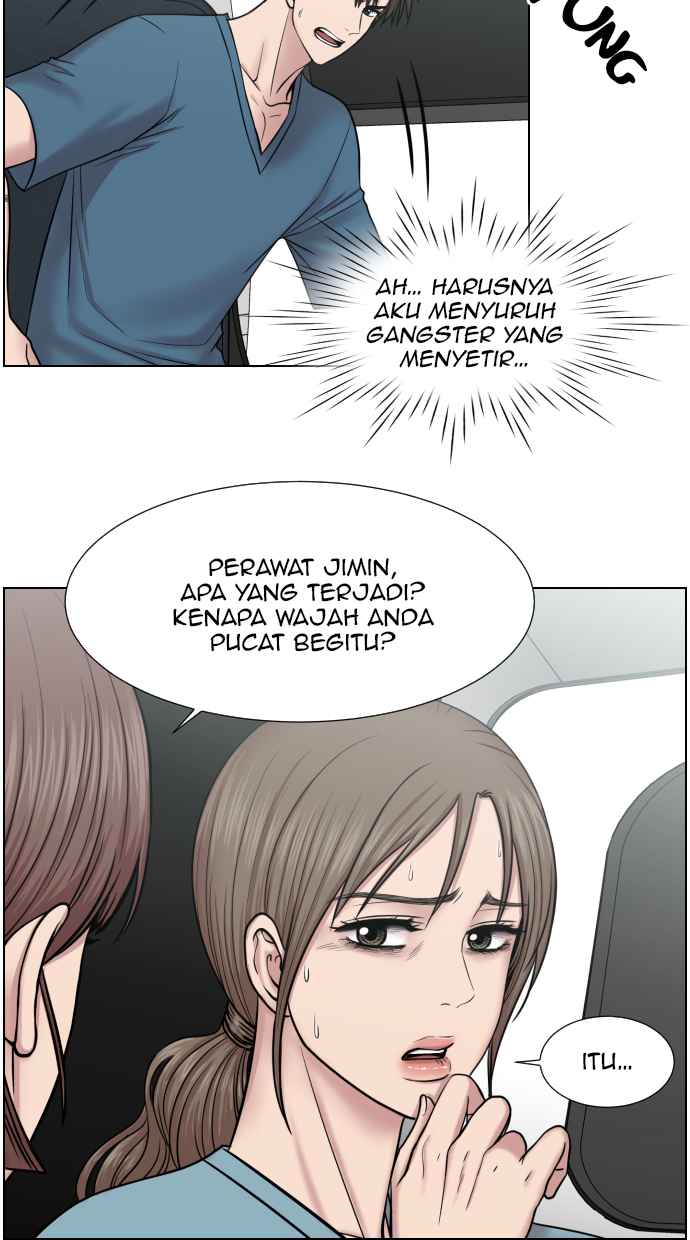 UNG
AH... HARUSNYA
AKU MENYURUH
GANGSTER YANG
MENYETIR...
PERAWAT JIMIN,
APA YANG TERJADI?
KENAPA WAJAH ANDA
PUCAT BEGITU?
ITU...